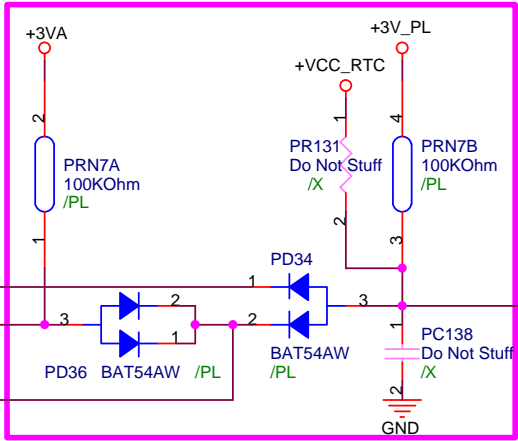 +3VA
+3V_PL
+VCC_RTC
2
1
4
PR131
Do Not Stuff
/X
PRN7A
100KOhm
/PL
PRN7B
100KOhm
/PL
1
2
3
PD34
1
3
3
2
1
2
1
PC138
Do Not Stuff
/X
PD36
BAT54AW
/PL
BAT54AW
/PL
2
GND